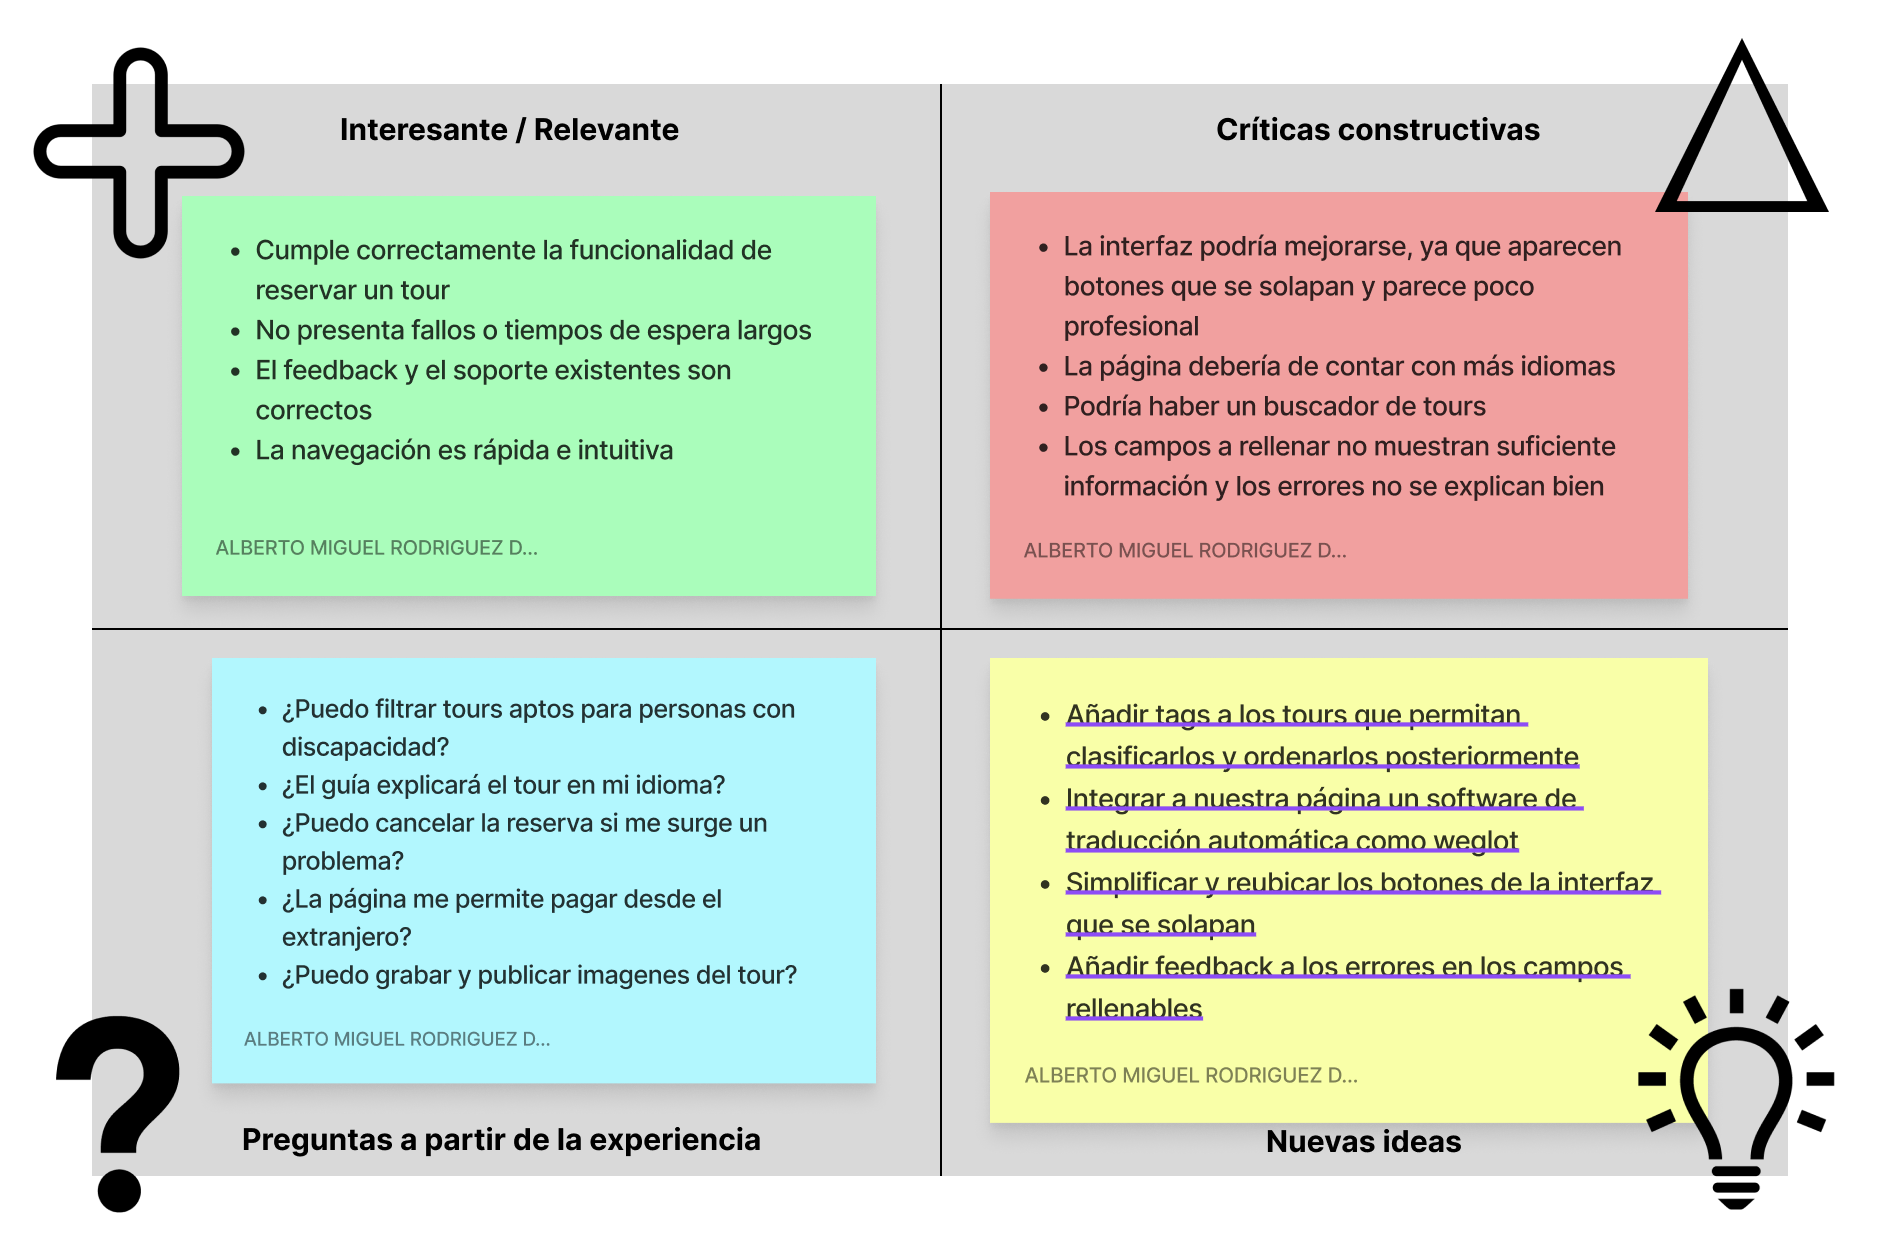 Interesante / Relevante
Cumple correctamente la funcionalidad de
reservar un tour
No presenta fallos o tiempos de espera largos
El feedback y el soporte existentes son
correctos
La navegación es rápida e intuitiva
ALBERTO MIGUEL RODRIGUEZ D...
Críticas constructivas
La interfaz podría mejorarse, ya que aparecen
botones que se solapan y parece poco
profesional
La página debería de contar con más idiomas
Podría haber un buscador de tours
Los campos a rellenar no muestran suficiente
información y los errores no se explican bien
ALBERTO MIGUEL RODRIGUEZ D...
¿Puedo filtrar tours aptos para personas con
discapacidad?
¿El guía explicará el tour en mi idioma?
¿Puedo cancelar la reserva si me surge un
problema?
¿La página me permite pagar desde el
extranjero?
¿Puedo grabar y publicar imagenes del tour?
ALBERTO MIGUEL RODRIGUEZ D...
Preguntas a partir de la experiencia
Añadir tags a los tours que permitan
clasificarlos y ordenarlos posteriormente
Integrar a nuestra página un software de
traducción automática como weglot
Simplificar y reubicar los botones de la interfaz
que se solapan
Añadir feedback a los errores en los campos
rellenables
ALBERTO MIGUEL RODRIGUEZ D...
Nuevas ideas